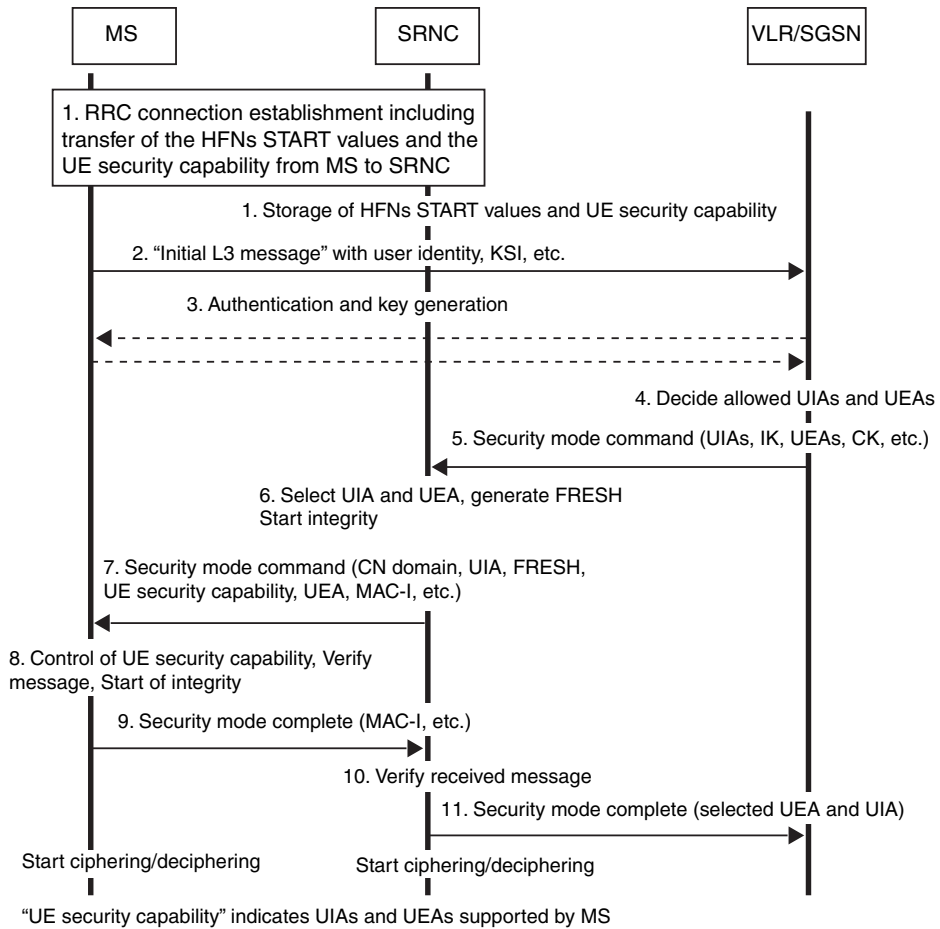 MS
SRNC
VLR/SGSN
1. RRC connection establishment including
transfer of the HFNs START values and the
UE security capability from MS to SRNC
1. Storage of HFNs START values and UE security capability
2. “Initial L3 message” with user identity, KSI, etc.
3. Authentication and key generation
4. Decide allowed UIAs and UEAs
5. Security mode command (UIAs, IK, UEAs, CK, etc.)
6. Select UIA and UEA, generate FRESH
Start integrity
7. Security mode command (CN domain, UIA, FRESH,
UE security capability, UEA, MAC-I, etc.)
8. Control of UE security capability, Verify
message, Start of integrity
9. Security mode complete (MAC-I, etc.)
10. Verify received message
11. Security mode complete (selected UEA and UIA)
Start ciphering/deciphering
Start ciphering/deciphering
“UE security capability” indicates UIAs and UEAs supported by MS